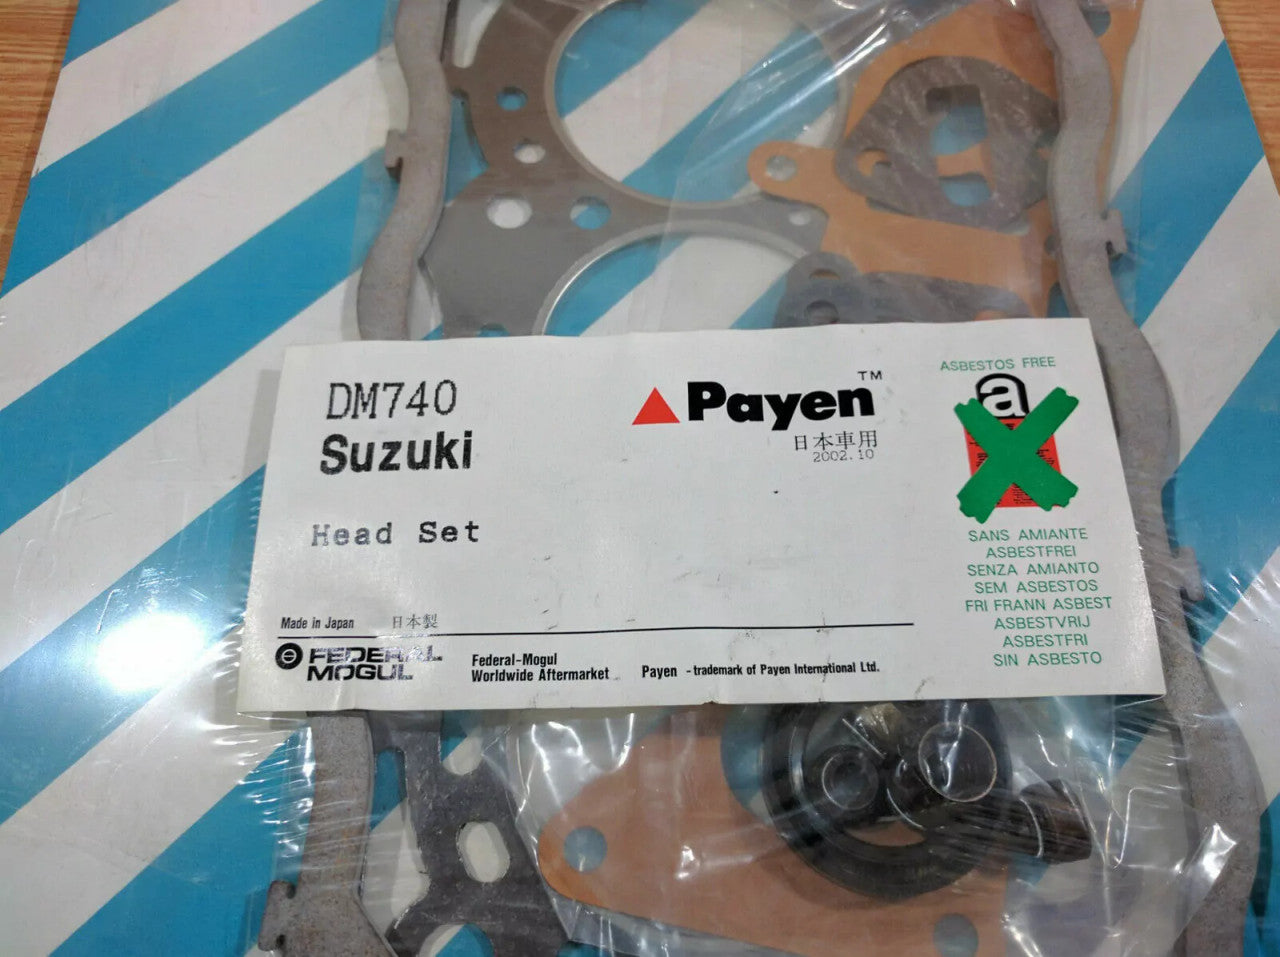 DM740
Suzuki
Head Set
Made in Japan 日本製
FEDERAL
MOGUL
Federal-Mogul
Worldwide Aftermarket
Payen - trademark of Payen International Ltd.
Payen™
日本車用
2002.10
ASBESTOS FREE
a
SANS AMIANTE
ASBESTFREI
SENZA AMIANTO
SEM ASBESTOS
FRI FRANN ASBEST
ASBESTVRIJ
ASBESTFRI
SIN ASBESTO